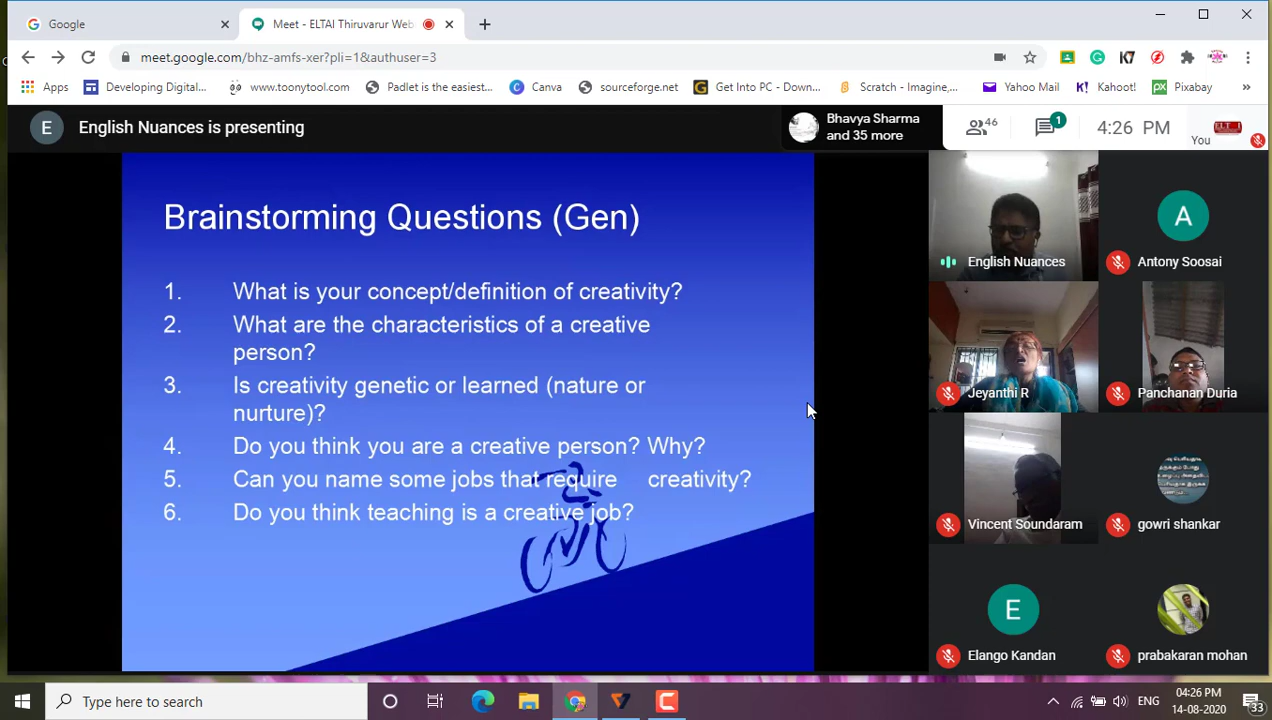 Google
Meet - ELTAI Thiruvarur Web
meet.google.com/bhz-amfs-xer?pli=1&authuser=3
Apps
Developing Digital...
www.toonytool.com
Padlet is the easiest...
Canva
sourceforge.net
Get Into PC - Down...
Scratch - Imagine,...
Yahoo Mail
Kahoot!
Pixabay
»
E
English Nuances is presenting
Bhavya Sharma
and 35 more
46
1
4:26 PM
You
Brainstorming Questions (Gen)
1. What is your concept/definition of creativity?
2. What are the characteristics of a creative
person?
3. Is creativity genetic or learned (nature or
nurture)?
4. Do you think you are a creative person? Why?
5. Can you name some jobs that require creativity?
6. Do you think teaching is a creative job?
English Nuances
A
Antony Soosai
Jeyanthi R
Panchanan Duria
Vincent Soundaram
gowri shankar
E
Elango Kandan
prabakaran mohan
Type here to search
ENG
04:26 PM
14-08-2020
33